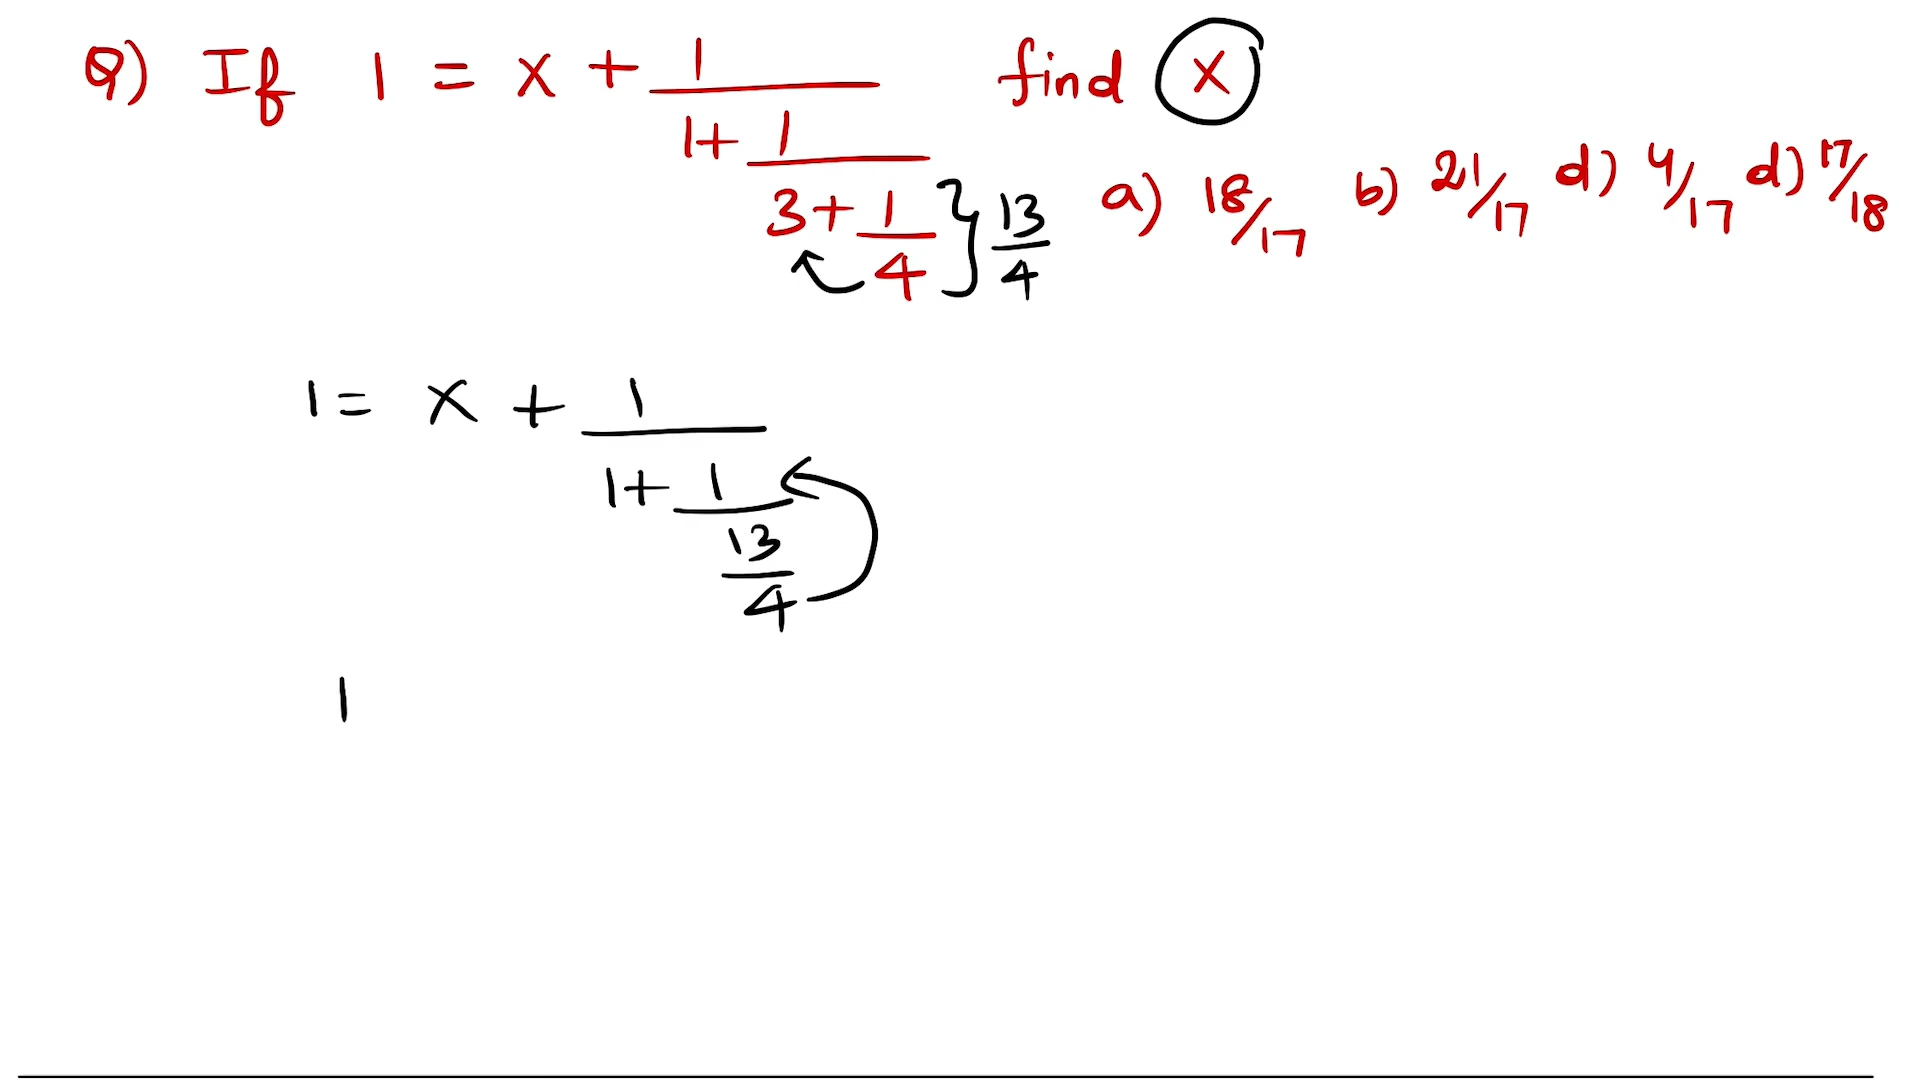 Q) If 1 = x + 1 find x
1+ 1
3+ 1 13
4 4
a) 18/17 b) 21/17 d) 4/17 d) 17/18
1 = x + 1
1+ 1
13
4
1